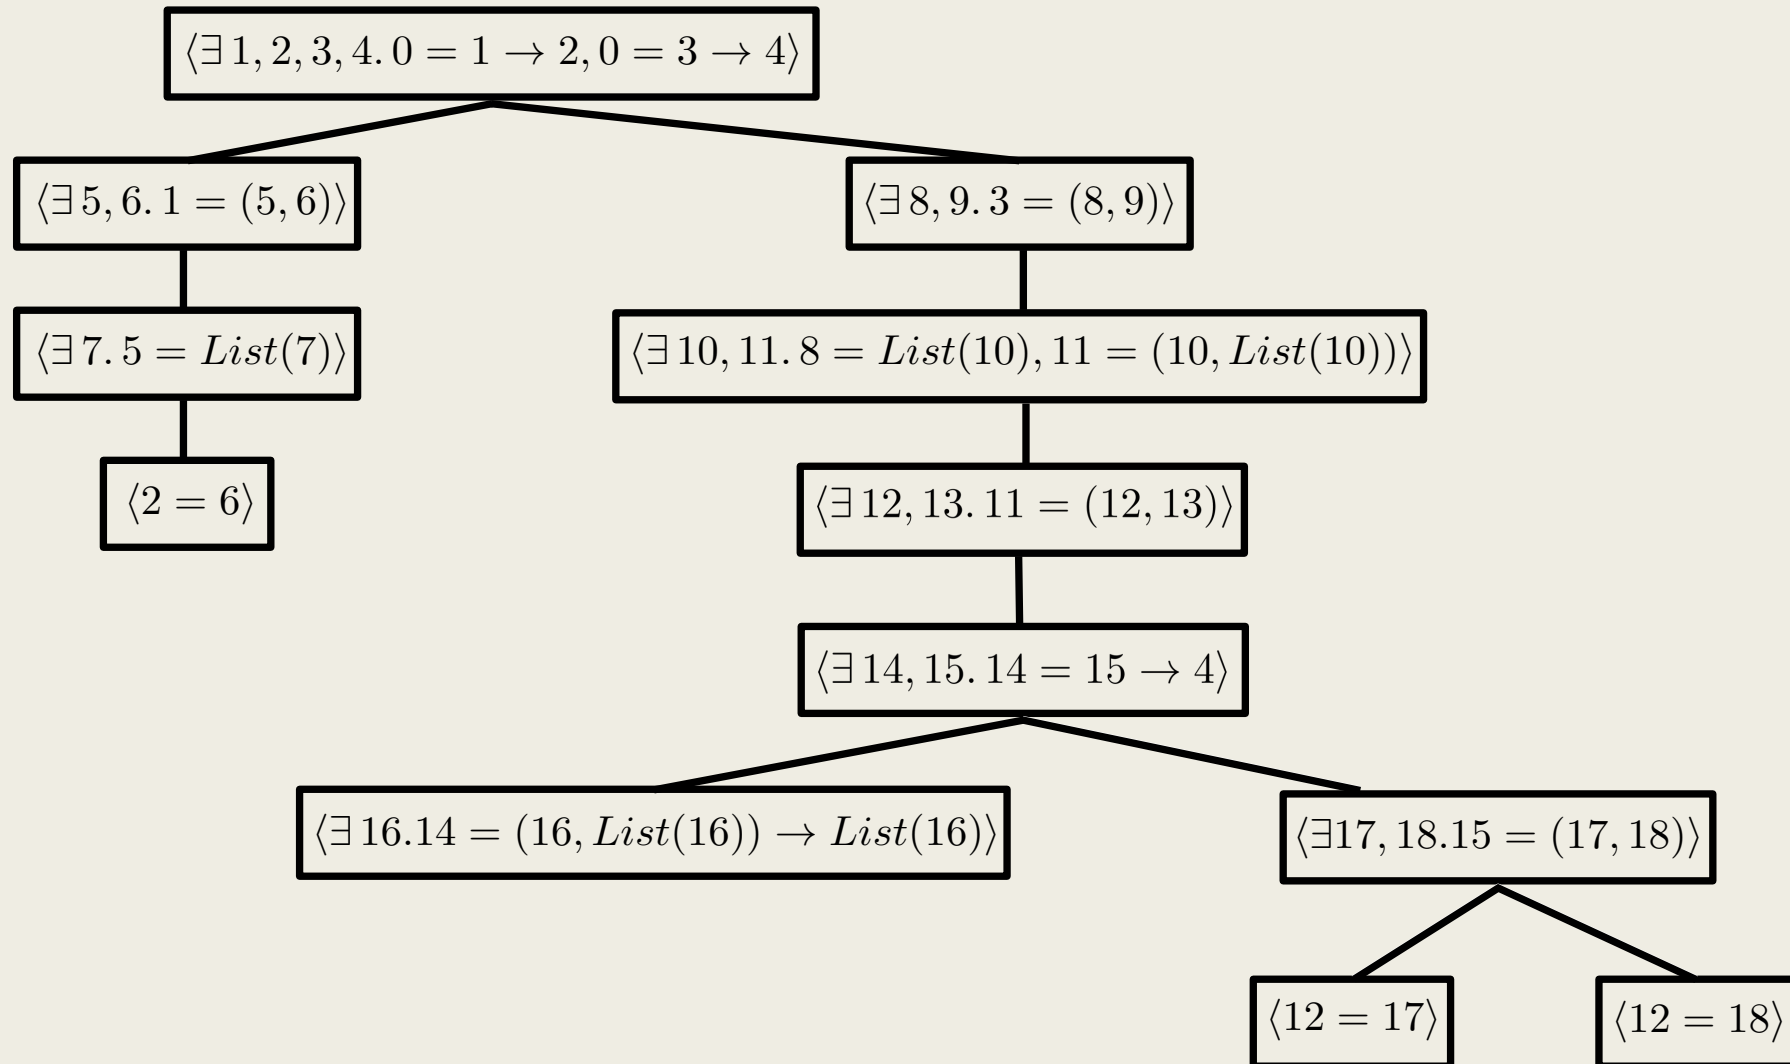 ⟨∃ 1, 2, 3, 4. 0 = 1 → 2, 0 = 3 → 4⟩
⟨∃ 5, 6. 1 = (5, 6)⟩
⟨∃ 8, 9. 3 = (8, 9)⟩
⟨∃ 7. 5 = List(7)⟩
⟨∃ 10, 11. 8 = List(10), 11 = (10, List(10))⟩
⟨2 = 6⟩
⟨∃ 12, 13. 11 = (12, 13)⟩
⟨∃ 14, 15. 14 = 15 → 4⟩
⟨∃ 16.14 = (16, List(16)) → List(16)⟩
⟨∃17, 18.15 = (17, 18)⟩
⟨12 = 17⟩
⟨12 = 18⟩